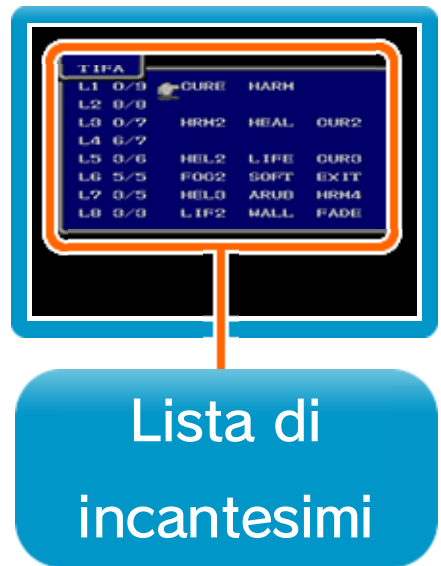 TIFA
L1 0/9 CURE HARM
L2 0/8
L3 0/7 HRM2 HEAL CUR2
L4 6/7
L5 3/6 HEL2 LIFE CUR3
L6 5/5 FOG2 SOFT EXIT
L7 0/5 HEL3 ARUB HRM4
L8 3/3 LIF2 WALL FADE
Lista di
incantesimi